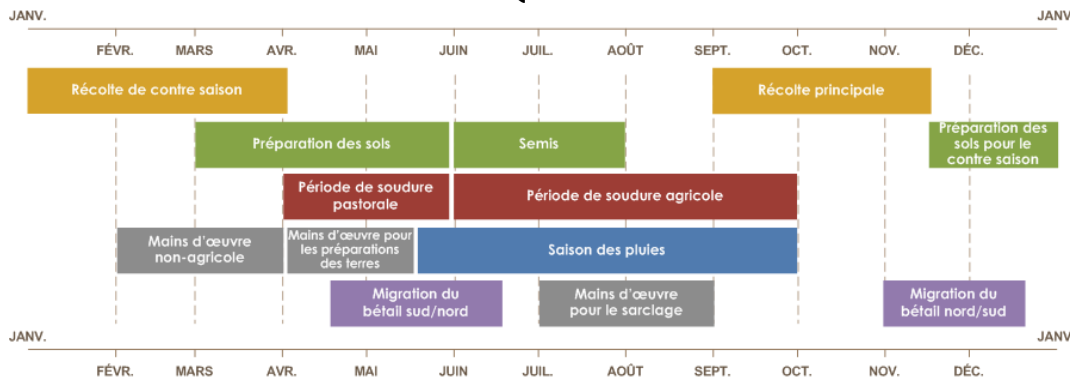 JANV. JANV
FÉVR. MARS AVR. MAI JUIN JUIL. AOÛT SEPT. OCT. NOV. DÉC.
Récolte de contre saison
Récolte principale
Préparation des sols
Semis
Préparation des
sols pour le
contre saison
Période de soudure
pastorale
Période de soudure agricole
Mains d'œuvre
non-agricole
Mains d'œuvre pour
les préparations
des terres
Saison des pluies
Migration du
bétail sud/nord
Mains d'œuvre
pour le sarclage
Migration du
bétail nord/sud
JANV. JANV
FÉVR. MARS AVR. MAI JUIN JUIL. AOÛT SEPT. OCT. NOV. DÉC.